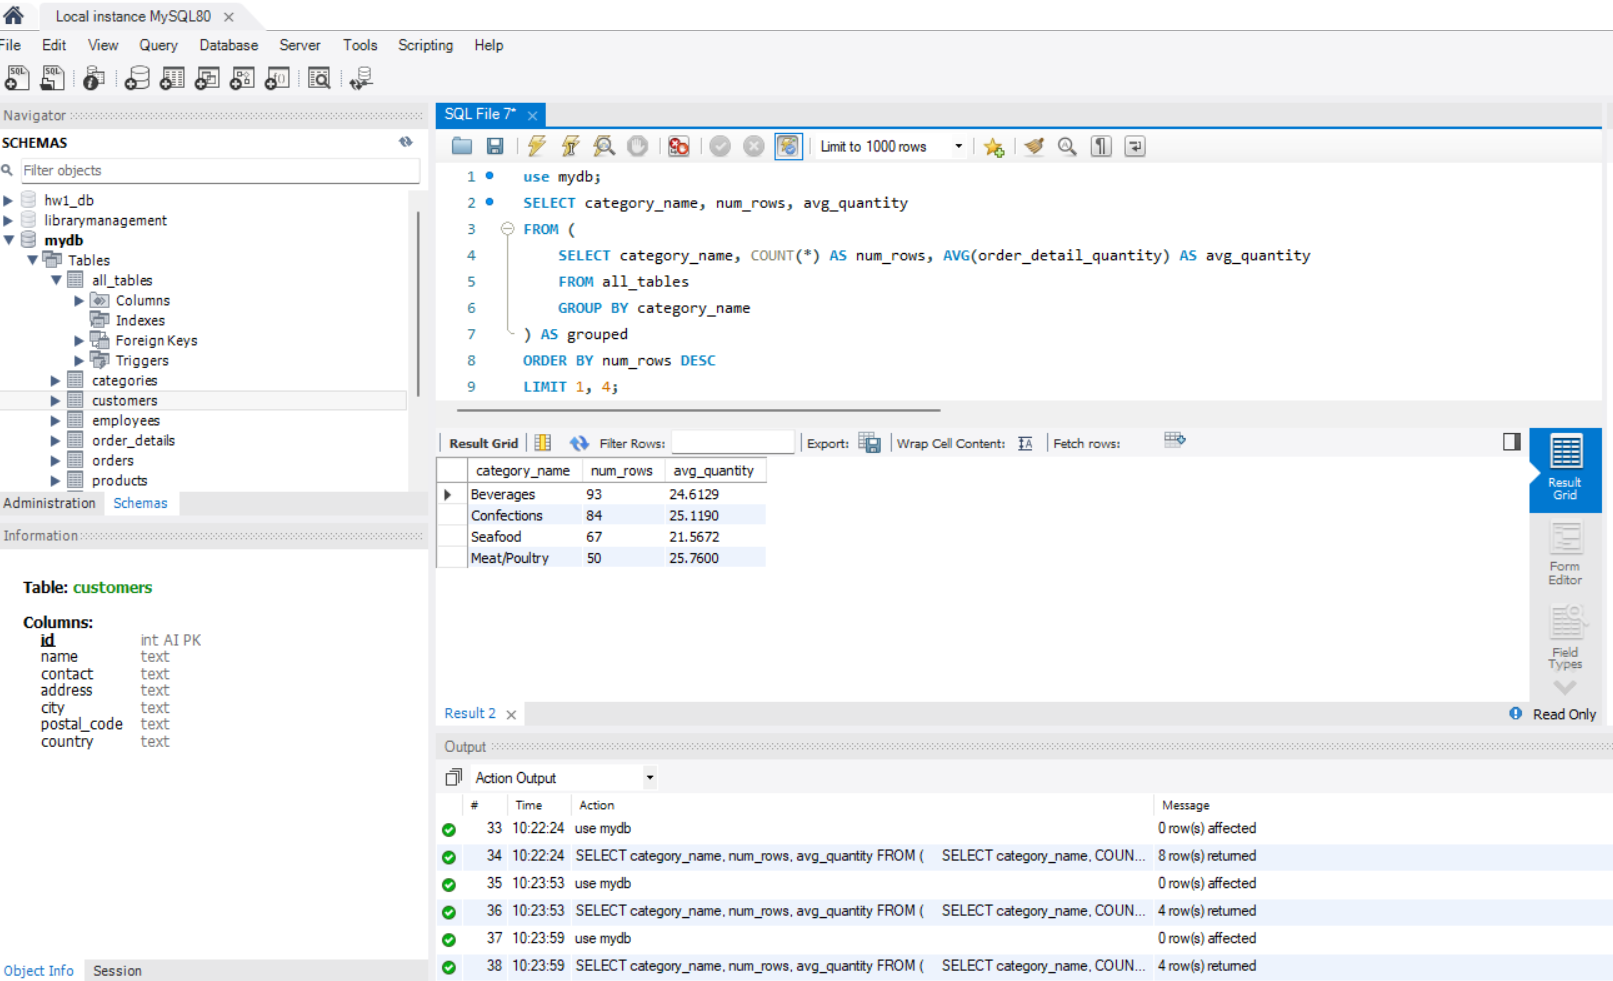 Local instance MySQL80
File Edit View Query Database Server Tools Scripting Help
Navigator
SCHEMAS
Filter objects
hw1_db
librarymanagement
mydb
Tables
all_tables
Columns
Indexes
Foreign Keys
Triggers
categories
customers
employees
order_details
orders
products
Administration Schemas
Information
Table: customers
Columns:
id int AI PK
name text
contact text
address text
city text
postal_code text
country text
Object Info Session
SQL File 7*
Limit to 1000 rows
1 use mydb;
2 SELECT category_name, num_rows, avg_quantity
3 FROM (
4 SELECT category_name, COUNT(*) AS num_rows, AVG(order_detail_quantity) AS avg_quantity
5 FROM all_tables
6 GROUP BY category_name
7 ) AS grouped
8 ORDER BY num_rows DESC
9 LIMIT 1, 4;
Result Grid Filter Rows: Export: Wrap Cell Content: Fetch rows:
category_name num_rows avg_quantity
Beverages 93 24.6129
Confections 84 25.1190
Seafood 67 21.5672
Meat/Poultry 50 25.7600
Result
Grid
Form
Editor
Field
Types
Result 2
Read Only
Output
Action Output
# Time Action Message
33 10:22:24 use mydb 0 row(s) affected
34 10:22:24 SELECT category_name, num_rows, avg_quantity FROM ( SELECT category_name, COUN... 8 row(s) returned
35 10:23:53 use mydb 0 row(s) affected
36 10:23:53 SELECT category_name, num_rows, avg_quantity FROM ( SELECT category_name, COUN... 4 row(s) returned
37 10:23:59 use mydb 0 row(s) affected
38 10:23:59 SELECT category_name, num_rows, avg_quantity FROM ( SELECT category_name, COUN... 4 row(s) returned